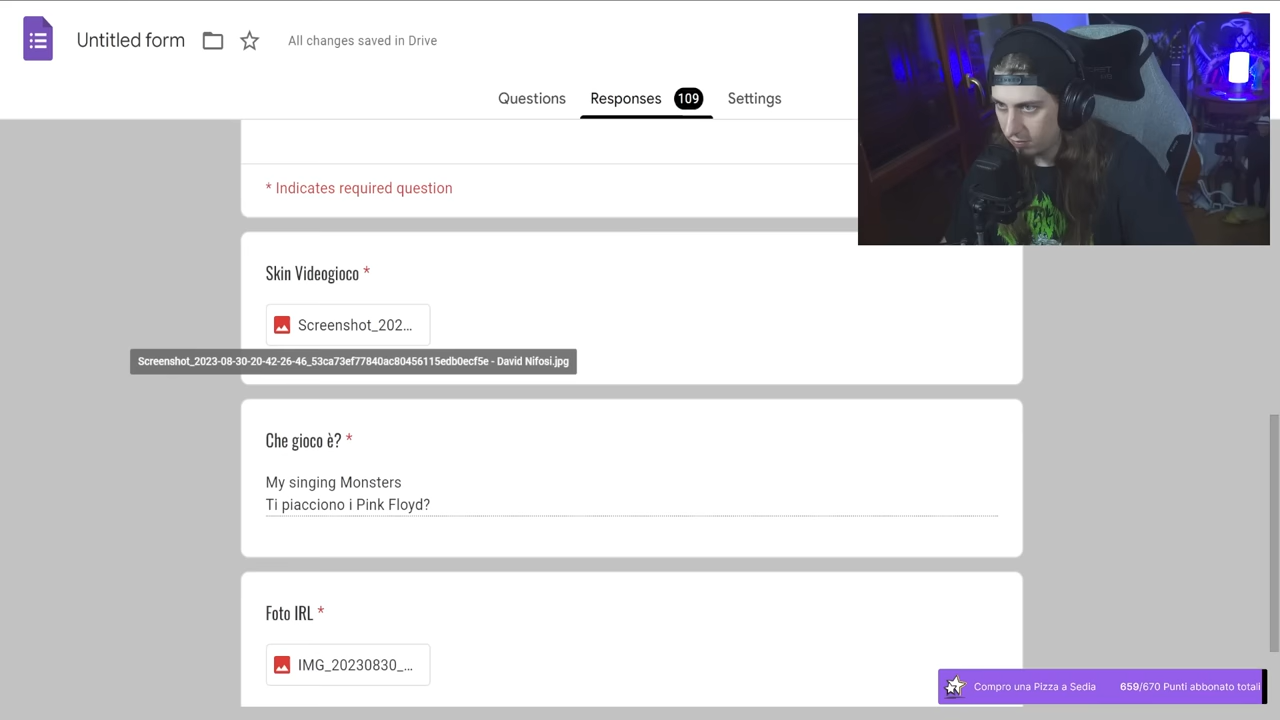 Untitled form
All changes saved in Drive
Questions
Responses 109
Settings
* Indicates required question
Skin Videogioco *
Screenshot_202...
Screenshot_2023-08-30-20-42-26-46_53ca73ef77840ac80456115edb0ecf5e - David Nifosi.jpg
Che gioco è? *
My singing Monsters
Ti piacciono i Pink Floyd?
Foto IRL *
IMG_20230830_...
Compro una Pizza a Sedia 659/670 Punti abbonato totali